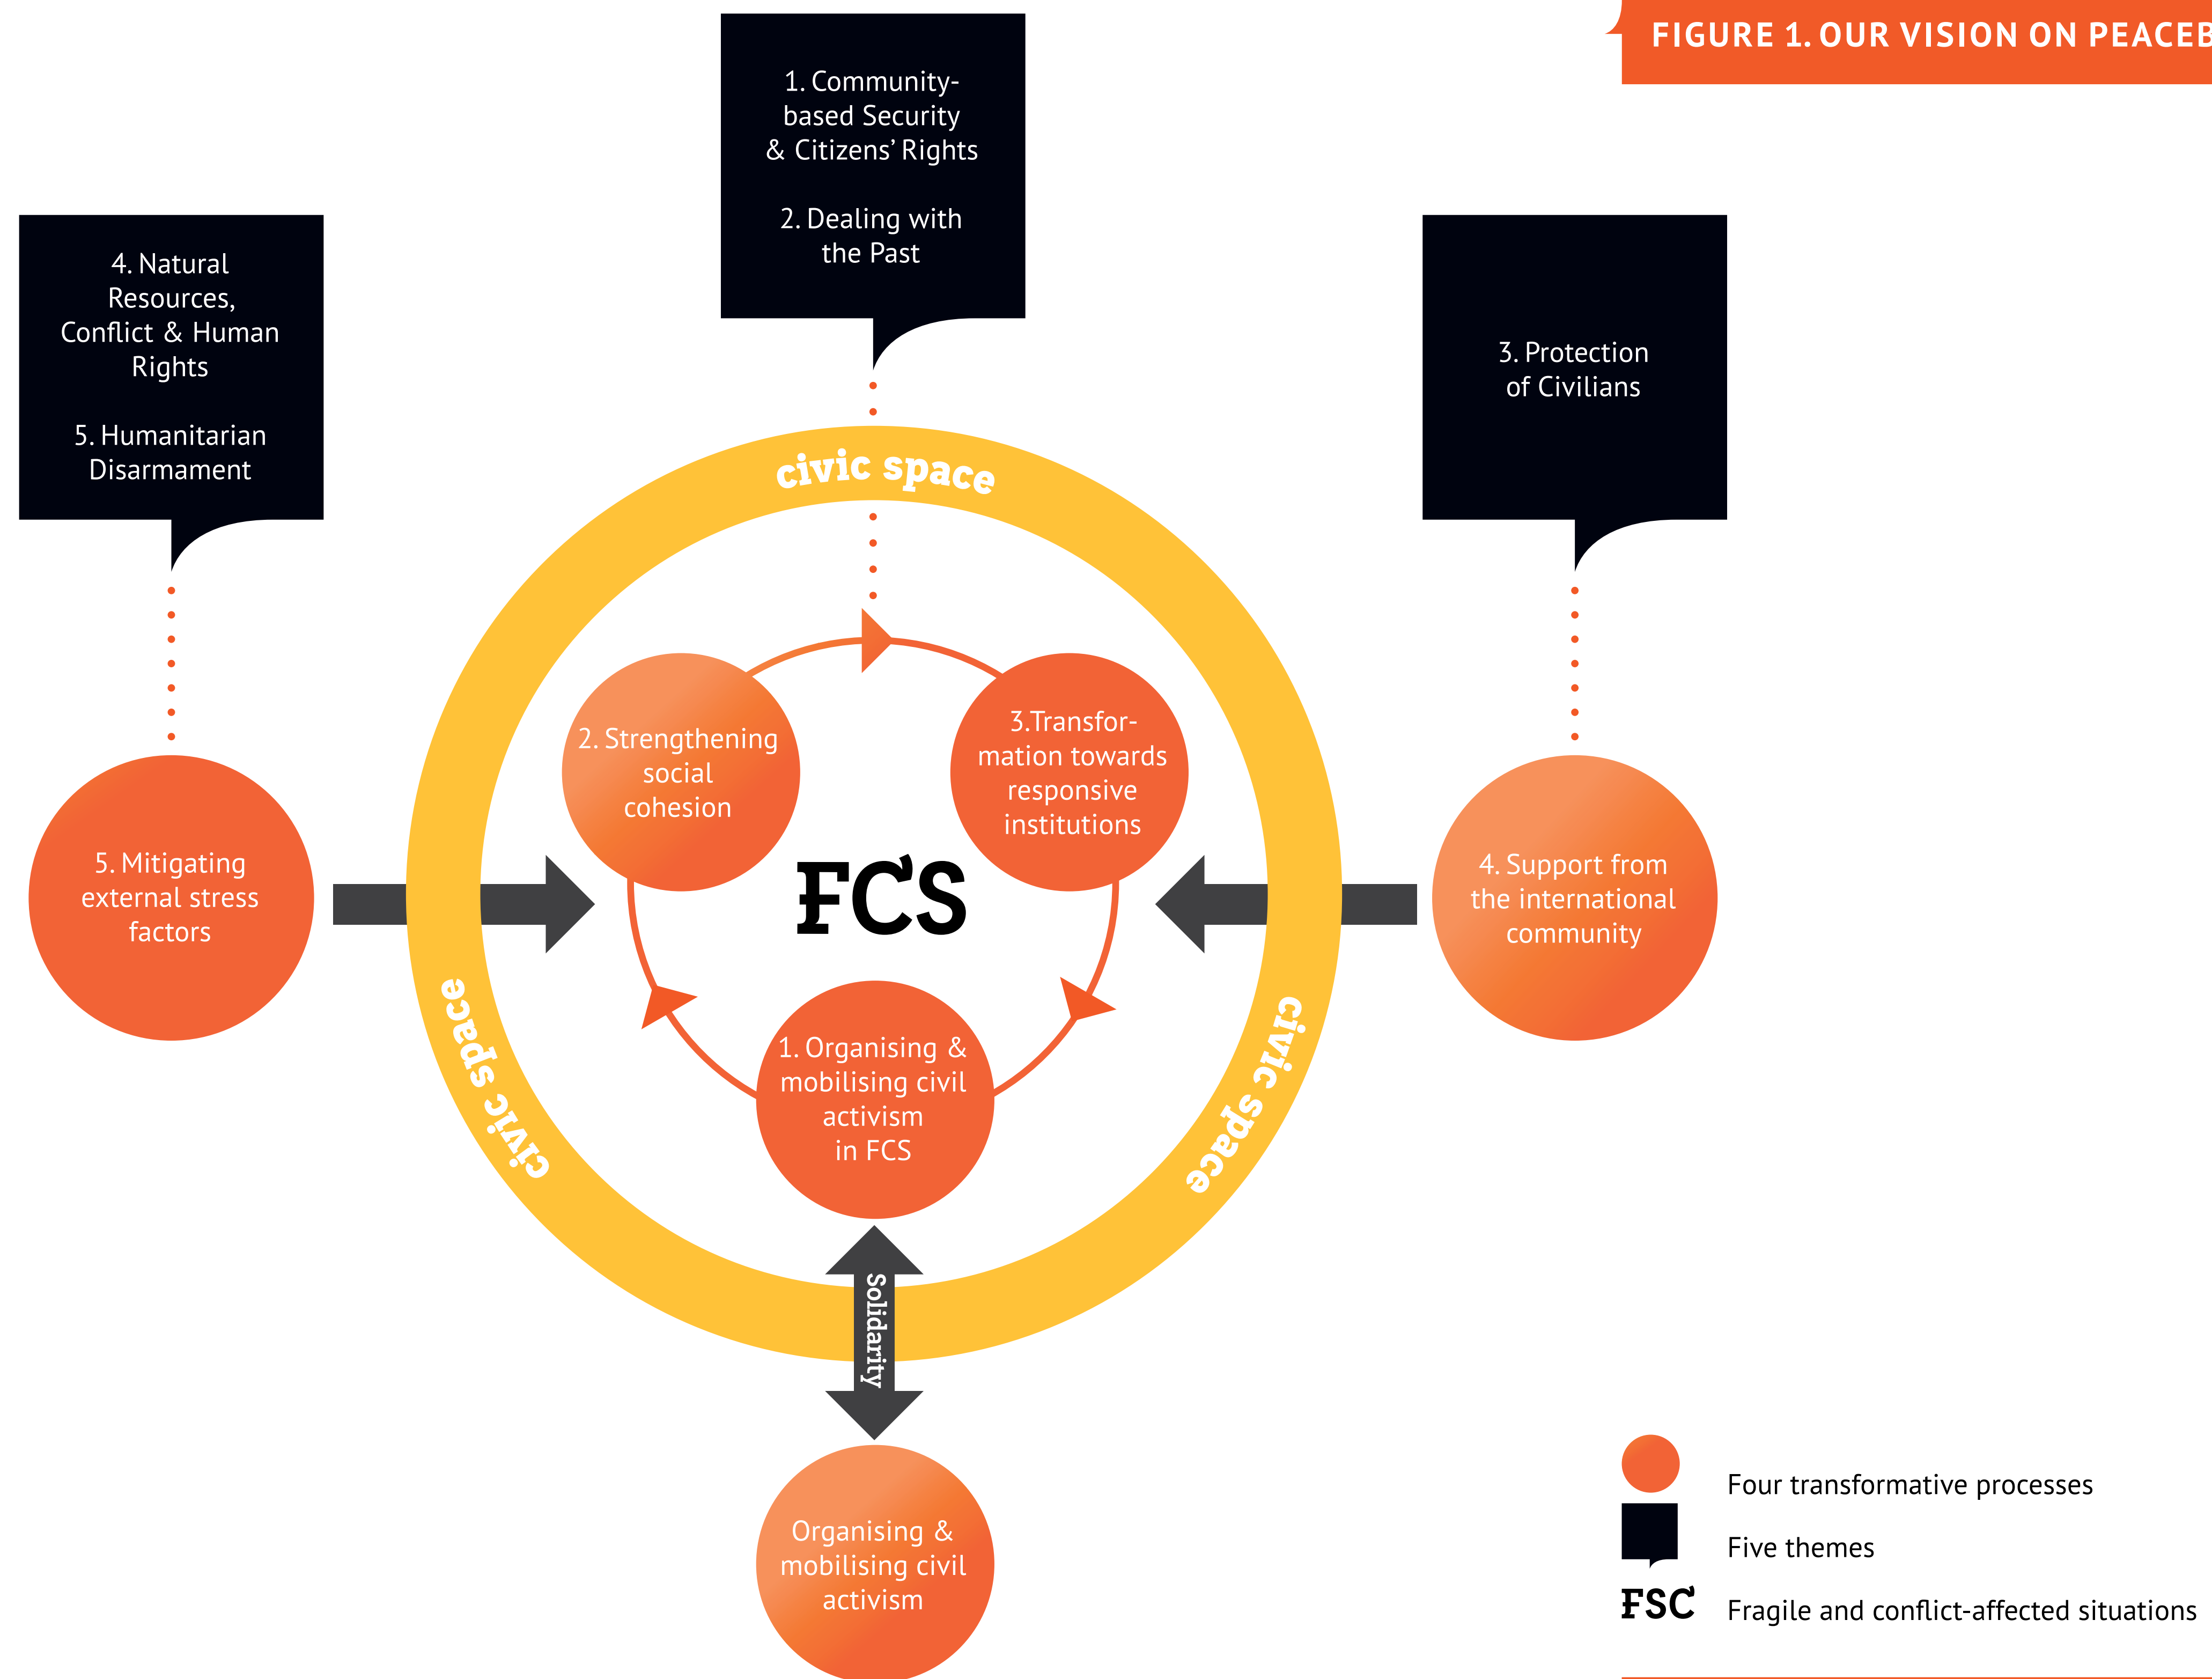 FIGURE 1. OUR VISION ON PEACEB
1. Community-
based Security
& Citizens' Rights
2. Dealing with
the Past
4. Natural
Resources,
Conflict & Human
Rights
5. Humanitarian
Disarmament
3. Protection
of Civilians
civic space
2. Strengthening
social
cohesion
3.Transfor-
mation towards
responsive
institutions
5. Mitigating
external stress
factors
FCS
4. Support from
the international
community
civic space
civic space
1. Organising &
mobilising civil
activism
in FCS
Solidarity
Organising &
mobilising civil
activism
Four transformative processes
Five themes
FSC Fragile and conflict-affected situations